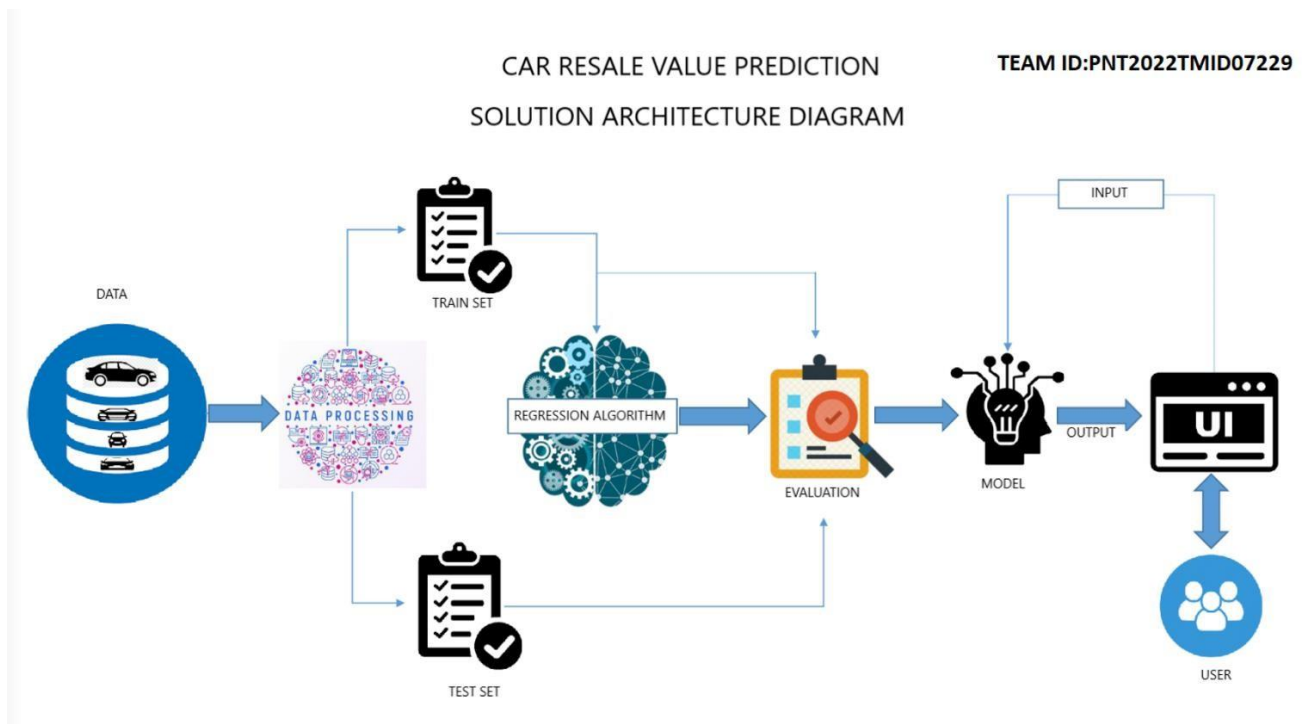 CAR RESALE VALUE PREDICTION
SOLUTION ARCHITECTURE DIAGRAM
TEAM ID:PNT2022TMID07229
INPUT
TRAIN SET
DATA
DATA PROCESSING
REGRESSION ALGORITHM
EVALUATION
MODEL
OUTPUT
UI
TEST SET
USER